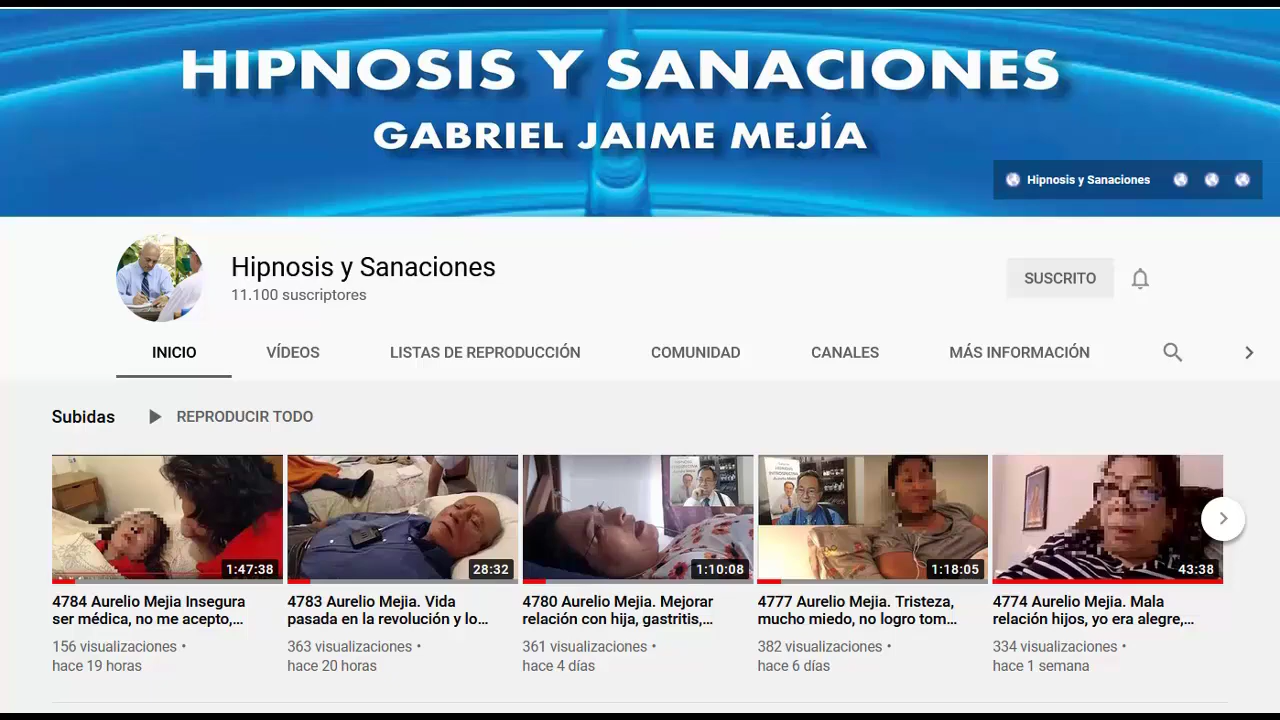 HIPNOSIS Y SANACIONES
GABRIEL JAIME MEJÍA
Hipnosis y Sanaciones
Hipnosis y Sanaciones
11.100 suscriptores
SUSCRITO
INICIO VÍDEOS LISTAS DE REPRODUCCIÓN COMUNIDAD CANALES MÁS INFORMACIÓN
Subidas REPRODUCIR TODO
1:47:38 28:32 1:10:08 1:18:05 43:38
4784 Aurelio Mejia Insegura
ser médica, no me acepto,...
156 visualizaciones •
hace 19 horas
4783 Aurelio Mejia. Vida
pasada en la revolución y lo...
363 visualizaciones •
hace 20 horas
4780 Aurelio Mejia. Mejorar
relación con hija, gastritis,...
361 visualizaciones •
hace 4 días
4777 Aurelio Mejia. Tristeza,
mucho miedo, no logro tom...
382 visualizaciones •
hace 6 días
4774 Aurelio Mejia. Mala
relación hijos, yo era alegre,...
334 visualizaciones •
hace 1 semana